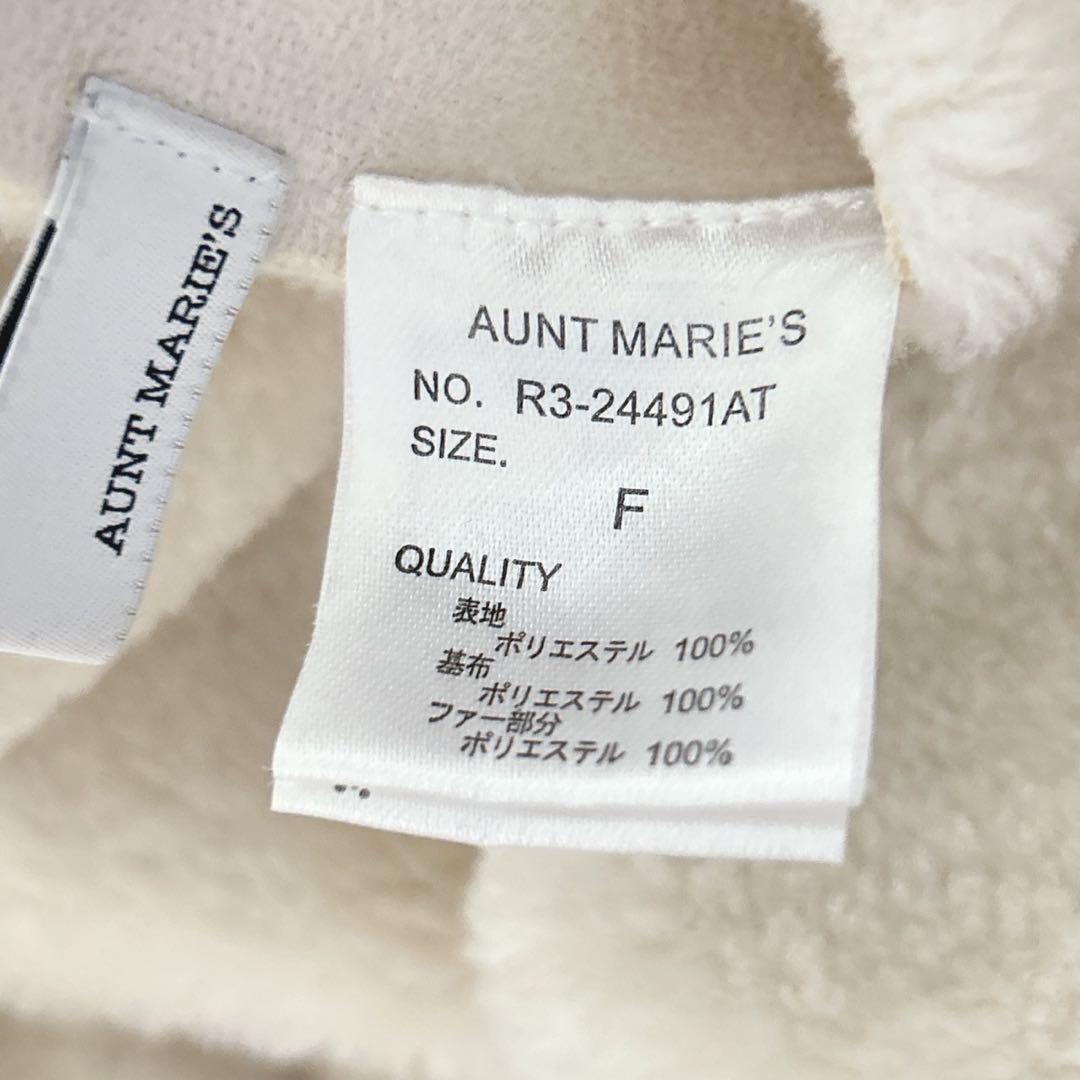 AUNT MARIE'S
AUNT MARIE'S
NO. R3-24491AT
SIZE.
F
QUALITY
表地
ポリエステル 100%
基布
ポリエステル 100%
ファー部分
ポリエステル 100%